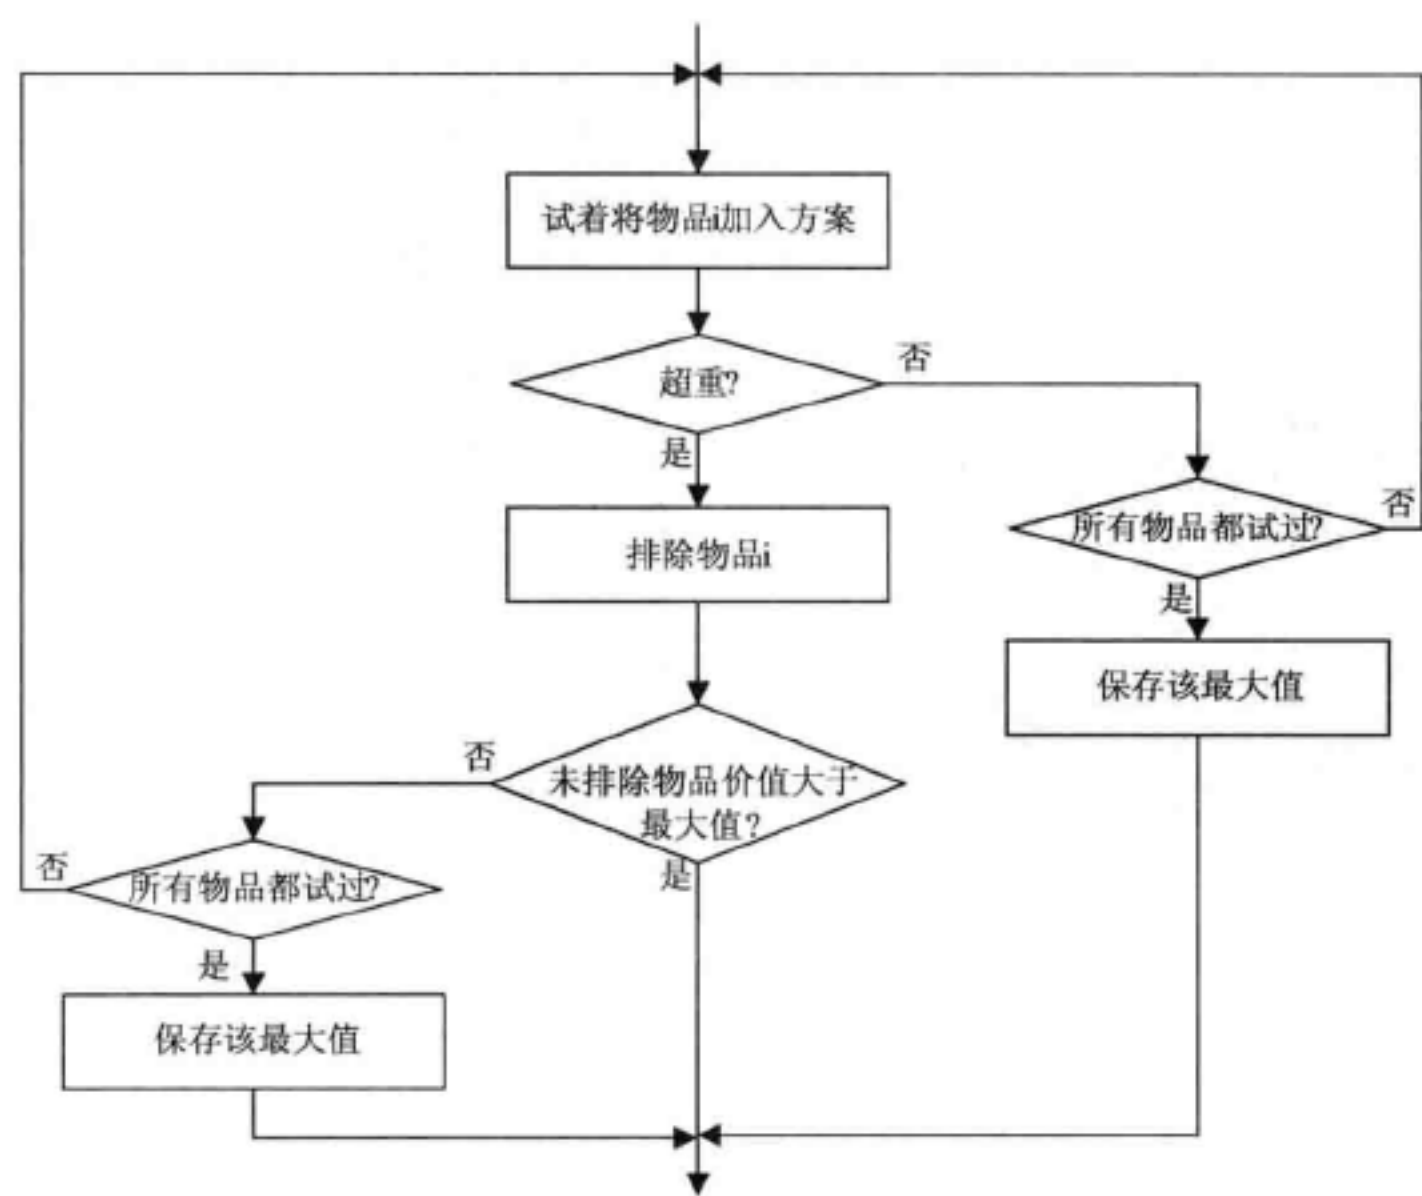 试着将物品i加入方案
超重?
否
是
排除物品i
所有物品都试过?
否
是
保存该最大值
未排除物品价值大于
最大值?
否
是
所有物品都试过?
否
是
保存该最大值